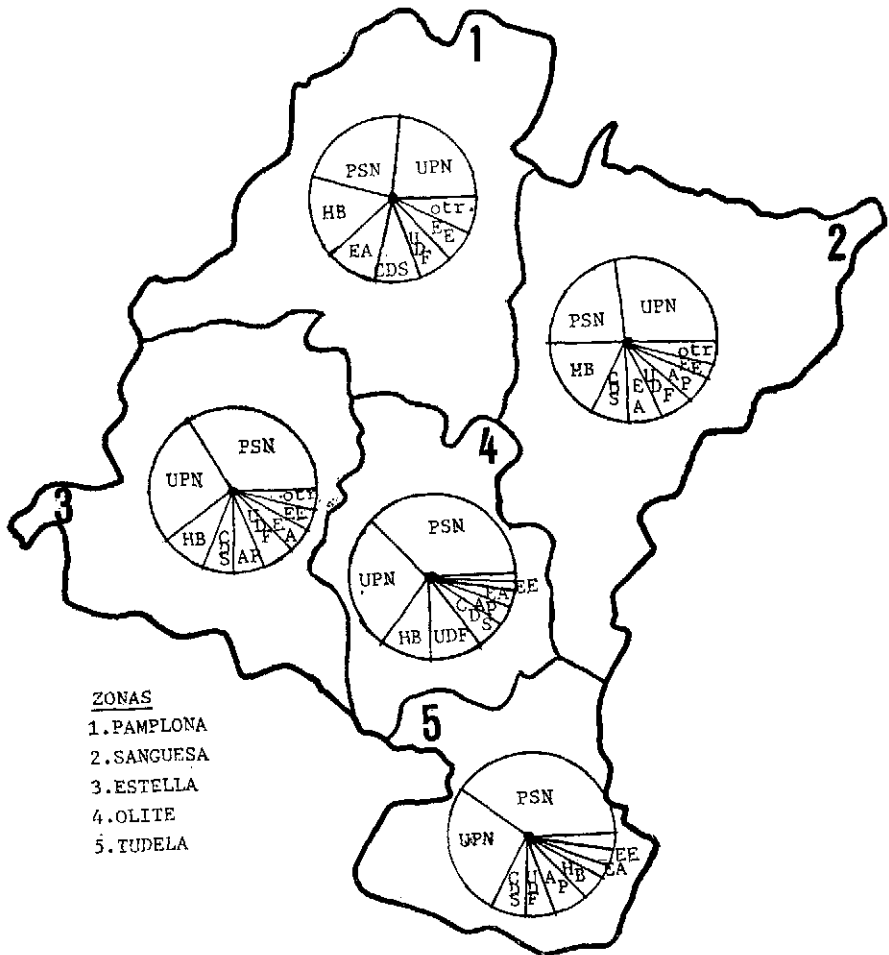 1
PSN
UPN
HB
otr.
EE
EA
UDF
CDS
2
PSN
UPN
HB
otr
EE
AP
UDF
EA
CDS
3
PSN
UPN
otr.
EE
EA
UDF
AP
CDS
HB
4
PSN
UPN
EE
EA
AP
CDS
UDF
HB
ZONAS
1.PAMPLONA
2.SANGUESA
3.ESTELLA
4.OLITE
5.TUDELA
5
PSN
UPN
EE
EA
HB
AP
UDF
CDS